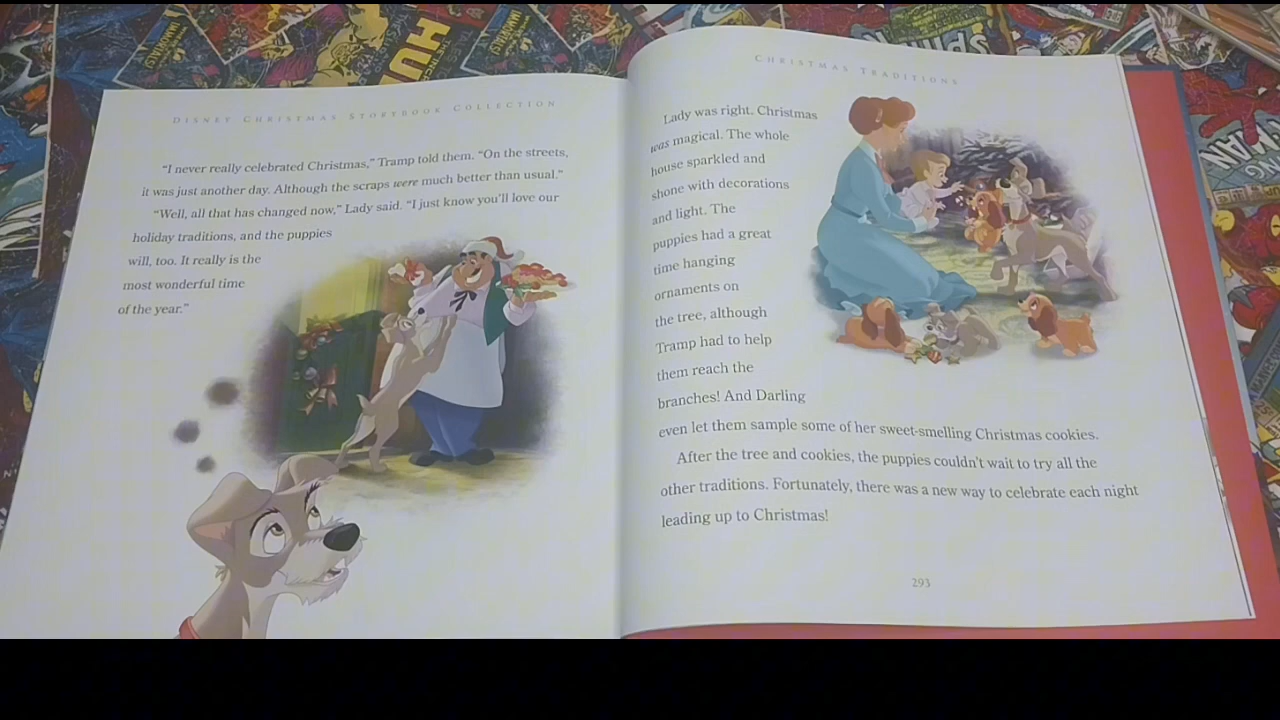 DISNEY CHRISTMAS STORYBOOK COLLECTION
"I never really celebrated Christmas," Tramp told them. "On the streets,
it was just another day. Although the scraps were much better than usual."
"Well, all that has changed now," Lady said. "I just know you'll love our
holiday traditions, and the puppies
will, too. It really is the
most wonderful time
of the year."
CHRISTMAS TRADITIONS
Lady was right. Christmas
was magical. The whole
house sparkled and
shone with decorations
and light. The
puppies had a great
time hanging
ornaments on
the tree, although
Tramp had to help
them reach the
branches! And Darling
even let them sample some of her sweet-smelling Christmas cookies.
After the tree and cookies, the puppies couldn't wait to try all the
other traditions. Fortunately, there was a new way to celebrate each night
leading up to Christmas!
293